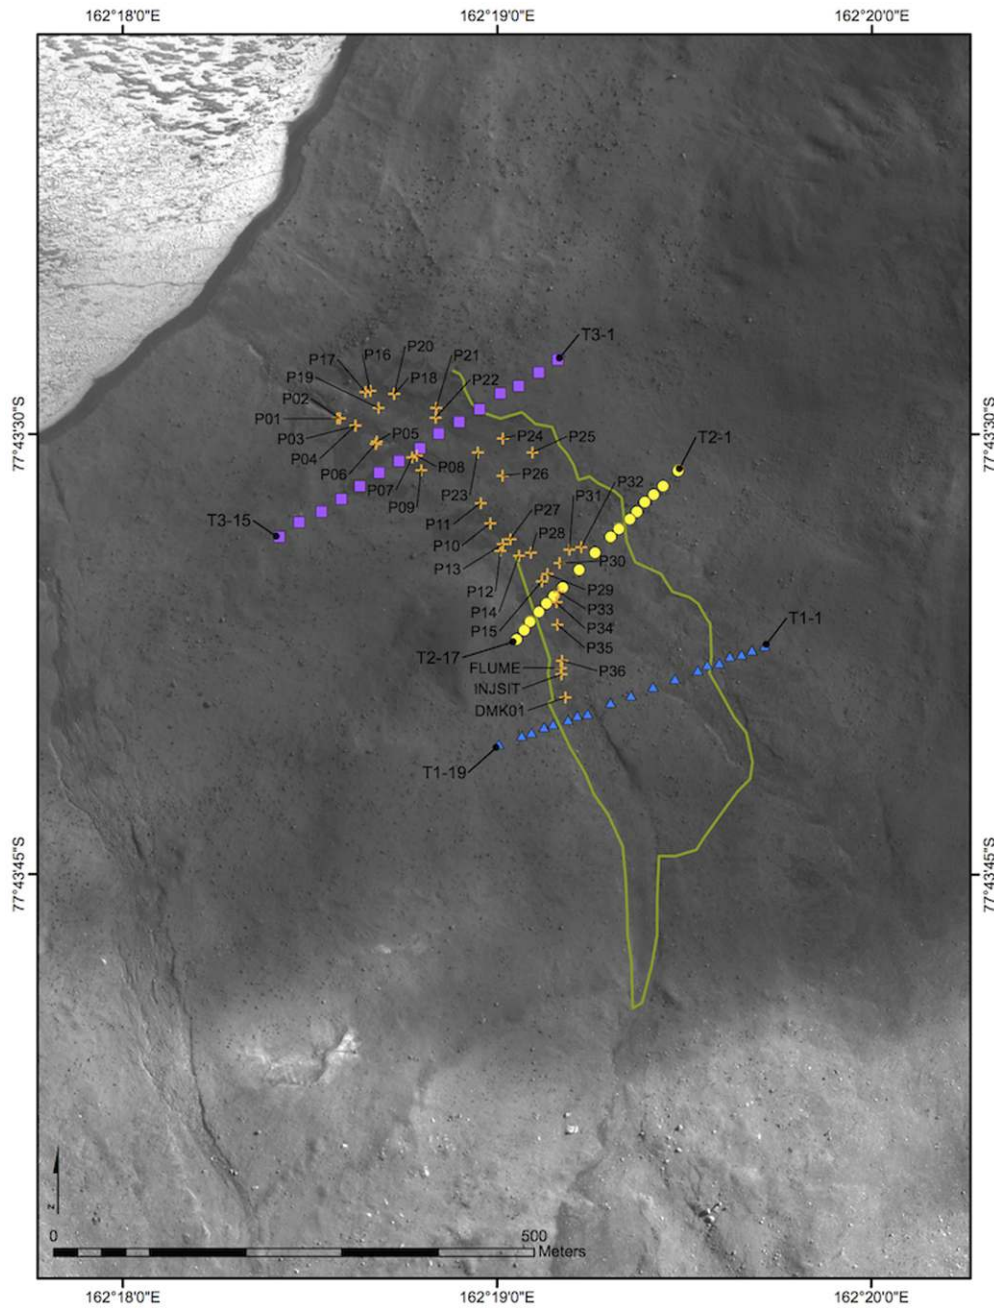 162°18'0"E 162°19'0"E 162°20'0"E
T3-1
P20
P17 P16 P21
P19 P18 P22
P02
P01 P24 P25 T2-1
P03 P05
P04 P08 P26 P32
P06 P07 P23 P31
P09 P27
T3-15 P11 P28
P10 P30
P13
P12 P29
P14 P33 T1-1
P15 P34
T2-17 P35
FLUME P36
INJSIT
DMK01
T1-19
77°43'30"S 77°43'30"S
77°43'45"S 77°43'45"S
N
0 500
Meters
162°18'0"E 162°19'0"E 162°20'0"E